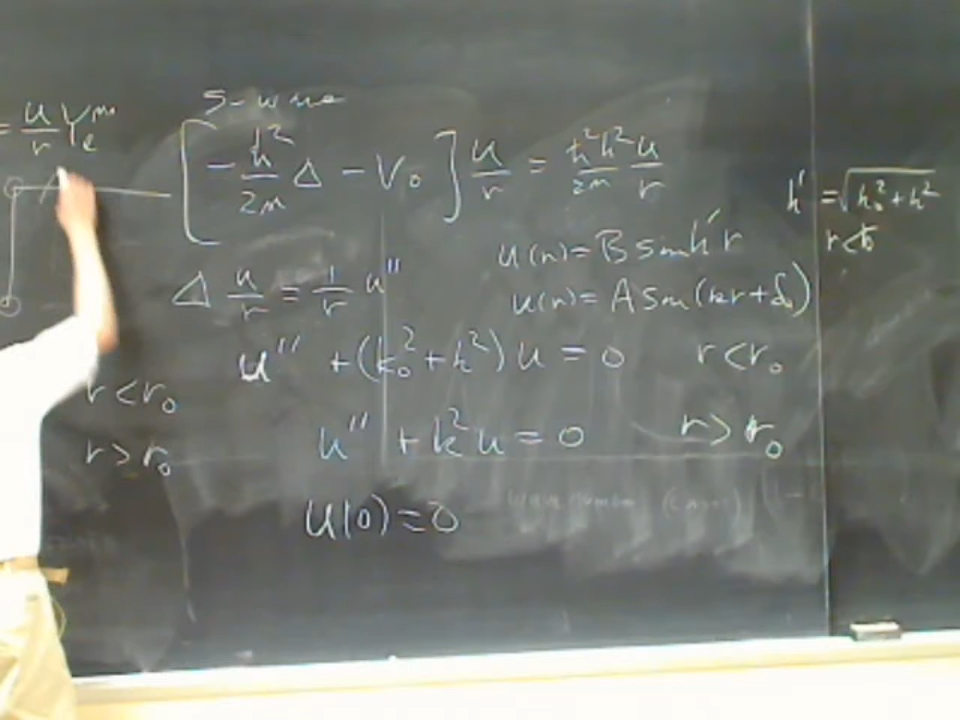 S-wave
= u/r Y_l^m
[ -ħ²/2m Δ - V₀ ] u/r = ħ²k²/2m u/r
k' = √(k₀² + k²)
r < r₀
u(r) = B sin k' r
Δ u/r = 1/r u''
u(r) = A sin(kr + δ₀)
u'' + (k₀² + k²) u = 0    r < r₀
r < r₀
u'' + k² u = 0    r > r₀
r > r₀
u(0) = 0